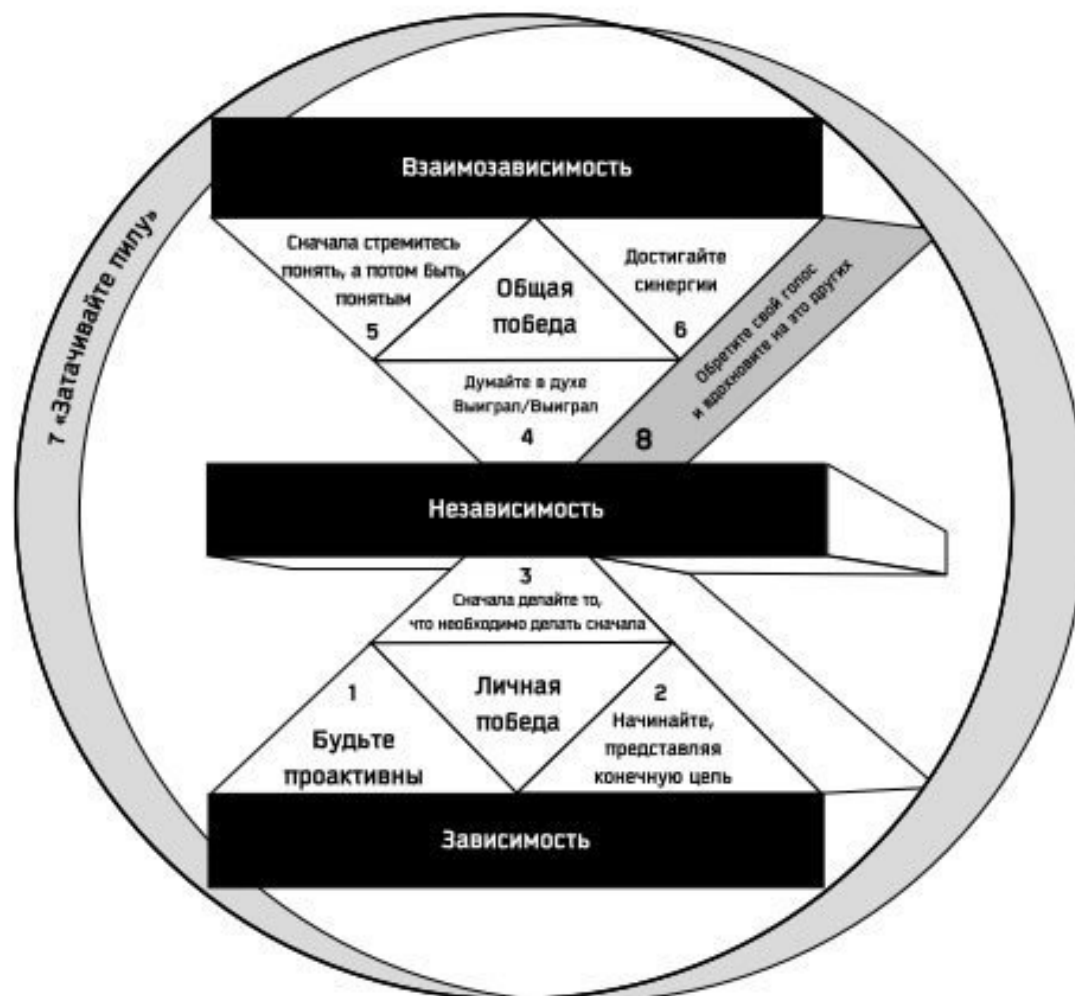 Взаимозависимость
7 «Затачивайте пилу»
Сначала стремитесь
понять, а потом быть
понятым
5
Общая
победа
Достигайте
синергии
6
Обретите свой голос
и вдохновите на это других
8
Думайте в духе
Выиграл/Выиграл
4
Независимость
3
Сначала делайте то,
что необходимо делать сначала
1
Будьте
проактивны
Личная
победа
2
Начинайте,
представляя
конечную цель
Зависимость